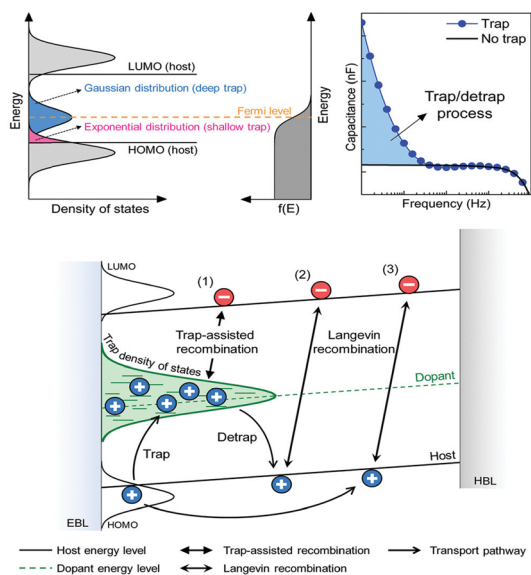 Energy
LUMO (host)
Gaussian distribution (deep trap)
Fermi level
Exponential distribution (shallow trap)
HOMO (host)
Density of states
Energy
f(E)
Capacitance (nF)
Trap
No trap
Trap/detrap
process
Frequency (Hz)
LUMO
(1)
(2)
(3)
Trap-assisted
recombination
Langevin
recombination
Trap density of states
Dopant
Trap
Detrap
Host
EBL
HOMO
HBL
Host energy level
Trap-assisted recombination
Transport pathway
Dopant energy level
Langevin recombination